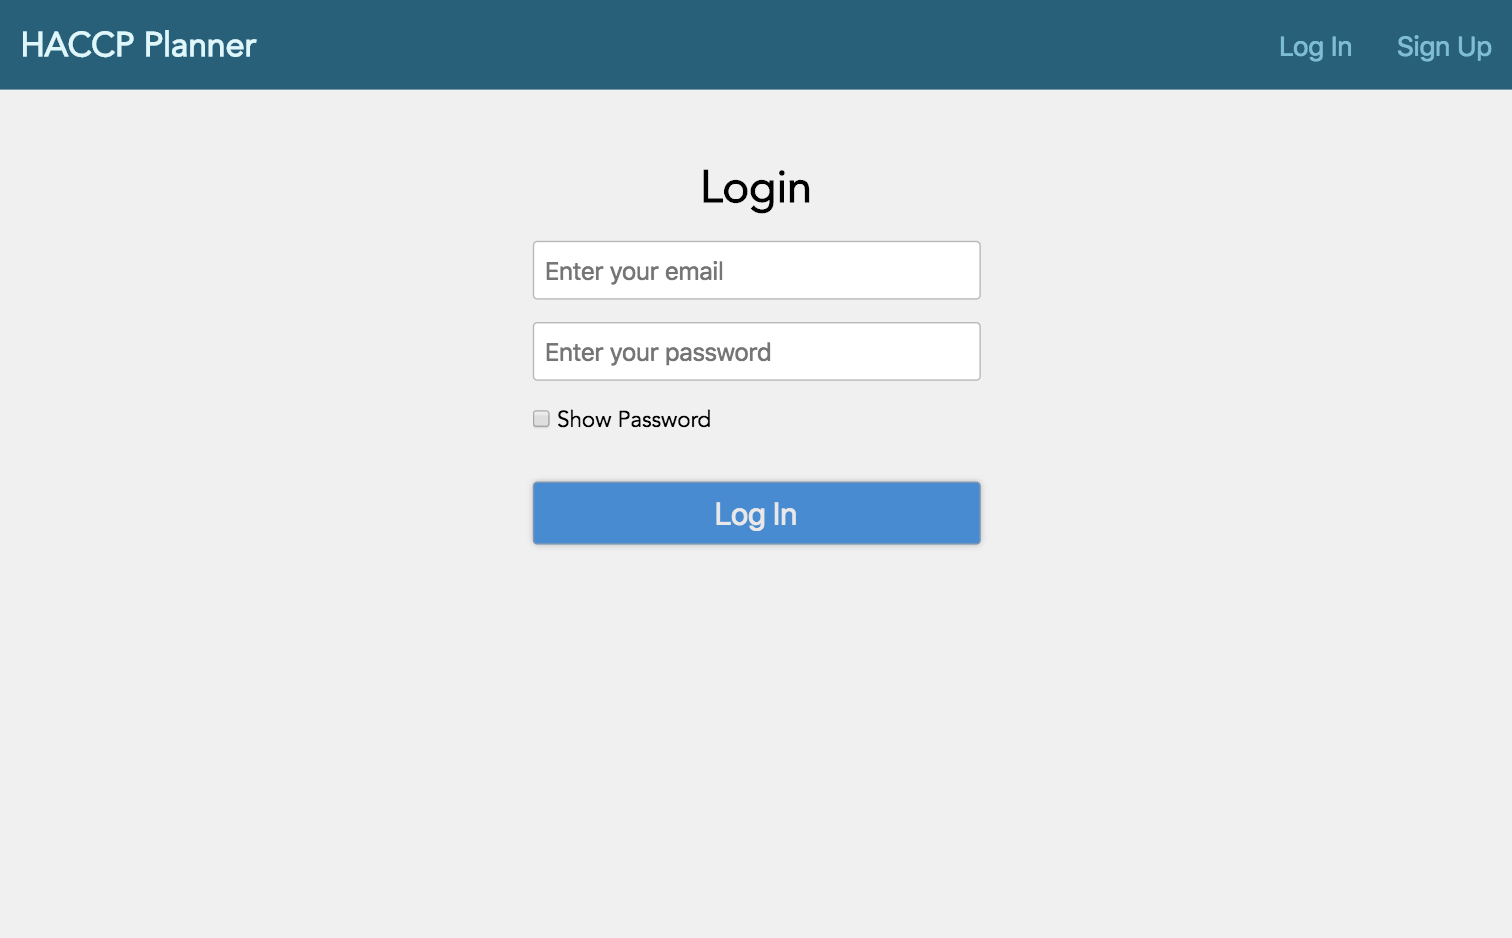 HACCP Planner
Log In
Sign Up
Login
Enter your email
Enter your password
Show Password
Log In